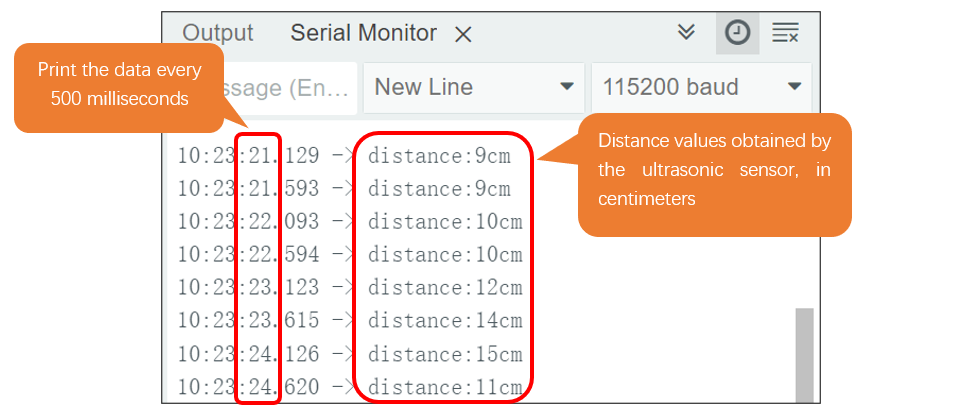 Output
Serial Monitor
Print the data every
500 milliseconds
ssage (En...
New Line
115200 baud
Distance values obtained by
the ultrasonic sensor, in
centimeters
10:23:21.129 -> distance:9cm
10:23:21.593 -> distance:9cm
10:23:22.093 -> distance:10cm
10:23:22.594 -> distance:10cm
10:23:23.123 -> distance:12cm
10:23:23.615 -> distance:14cm
10:23:24.126 -> distance:15cm
10:23:24.620 -> distance:11cm